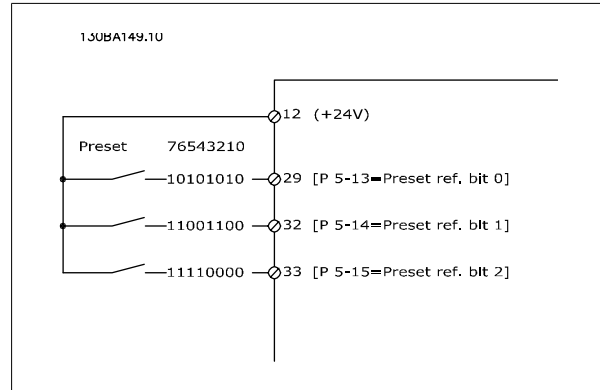 130BA149.10
12 (+24V)
Preset 76543210
10101010 29 [P 5-13=Preset ref. bit 0]
11001100 32 [P 5-14=Preset ref. bit 1]
11110000 33 [P 5-15=Preset ref. bit 2]